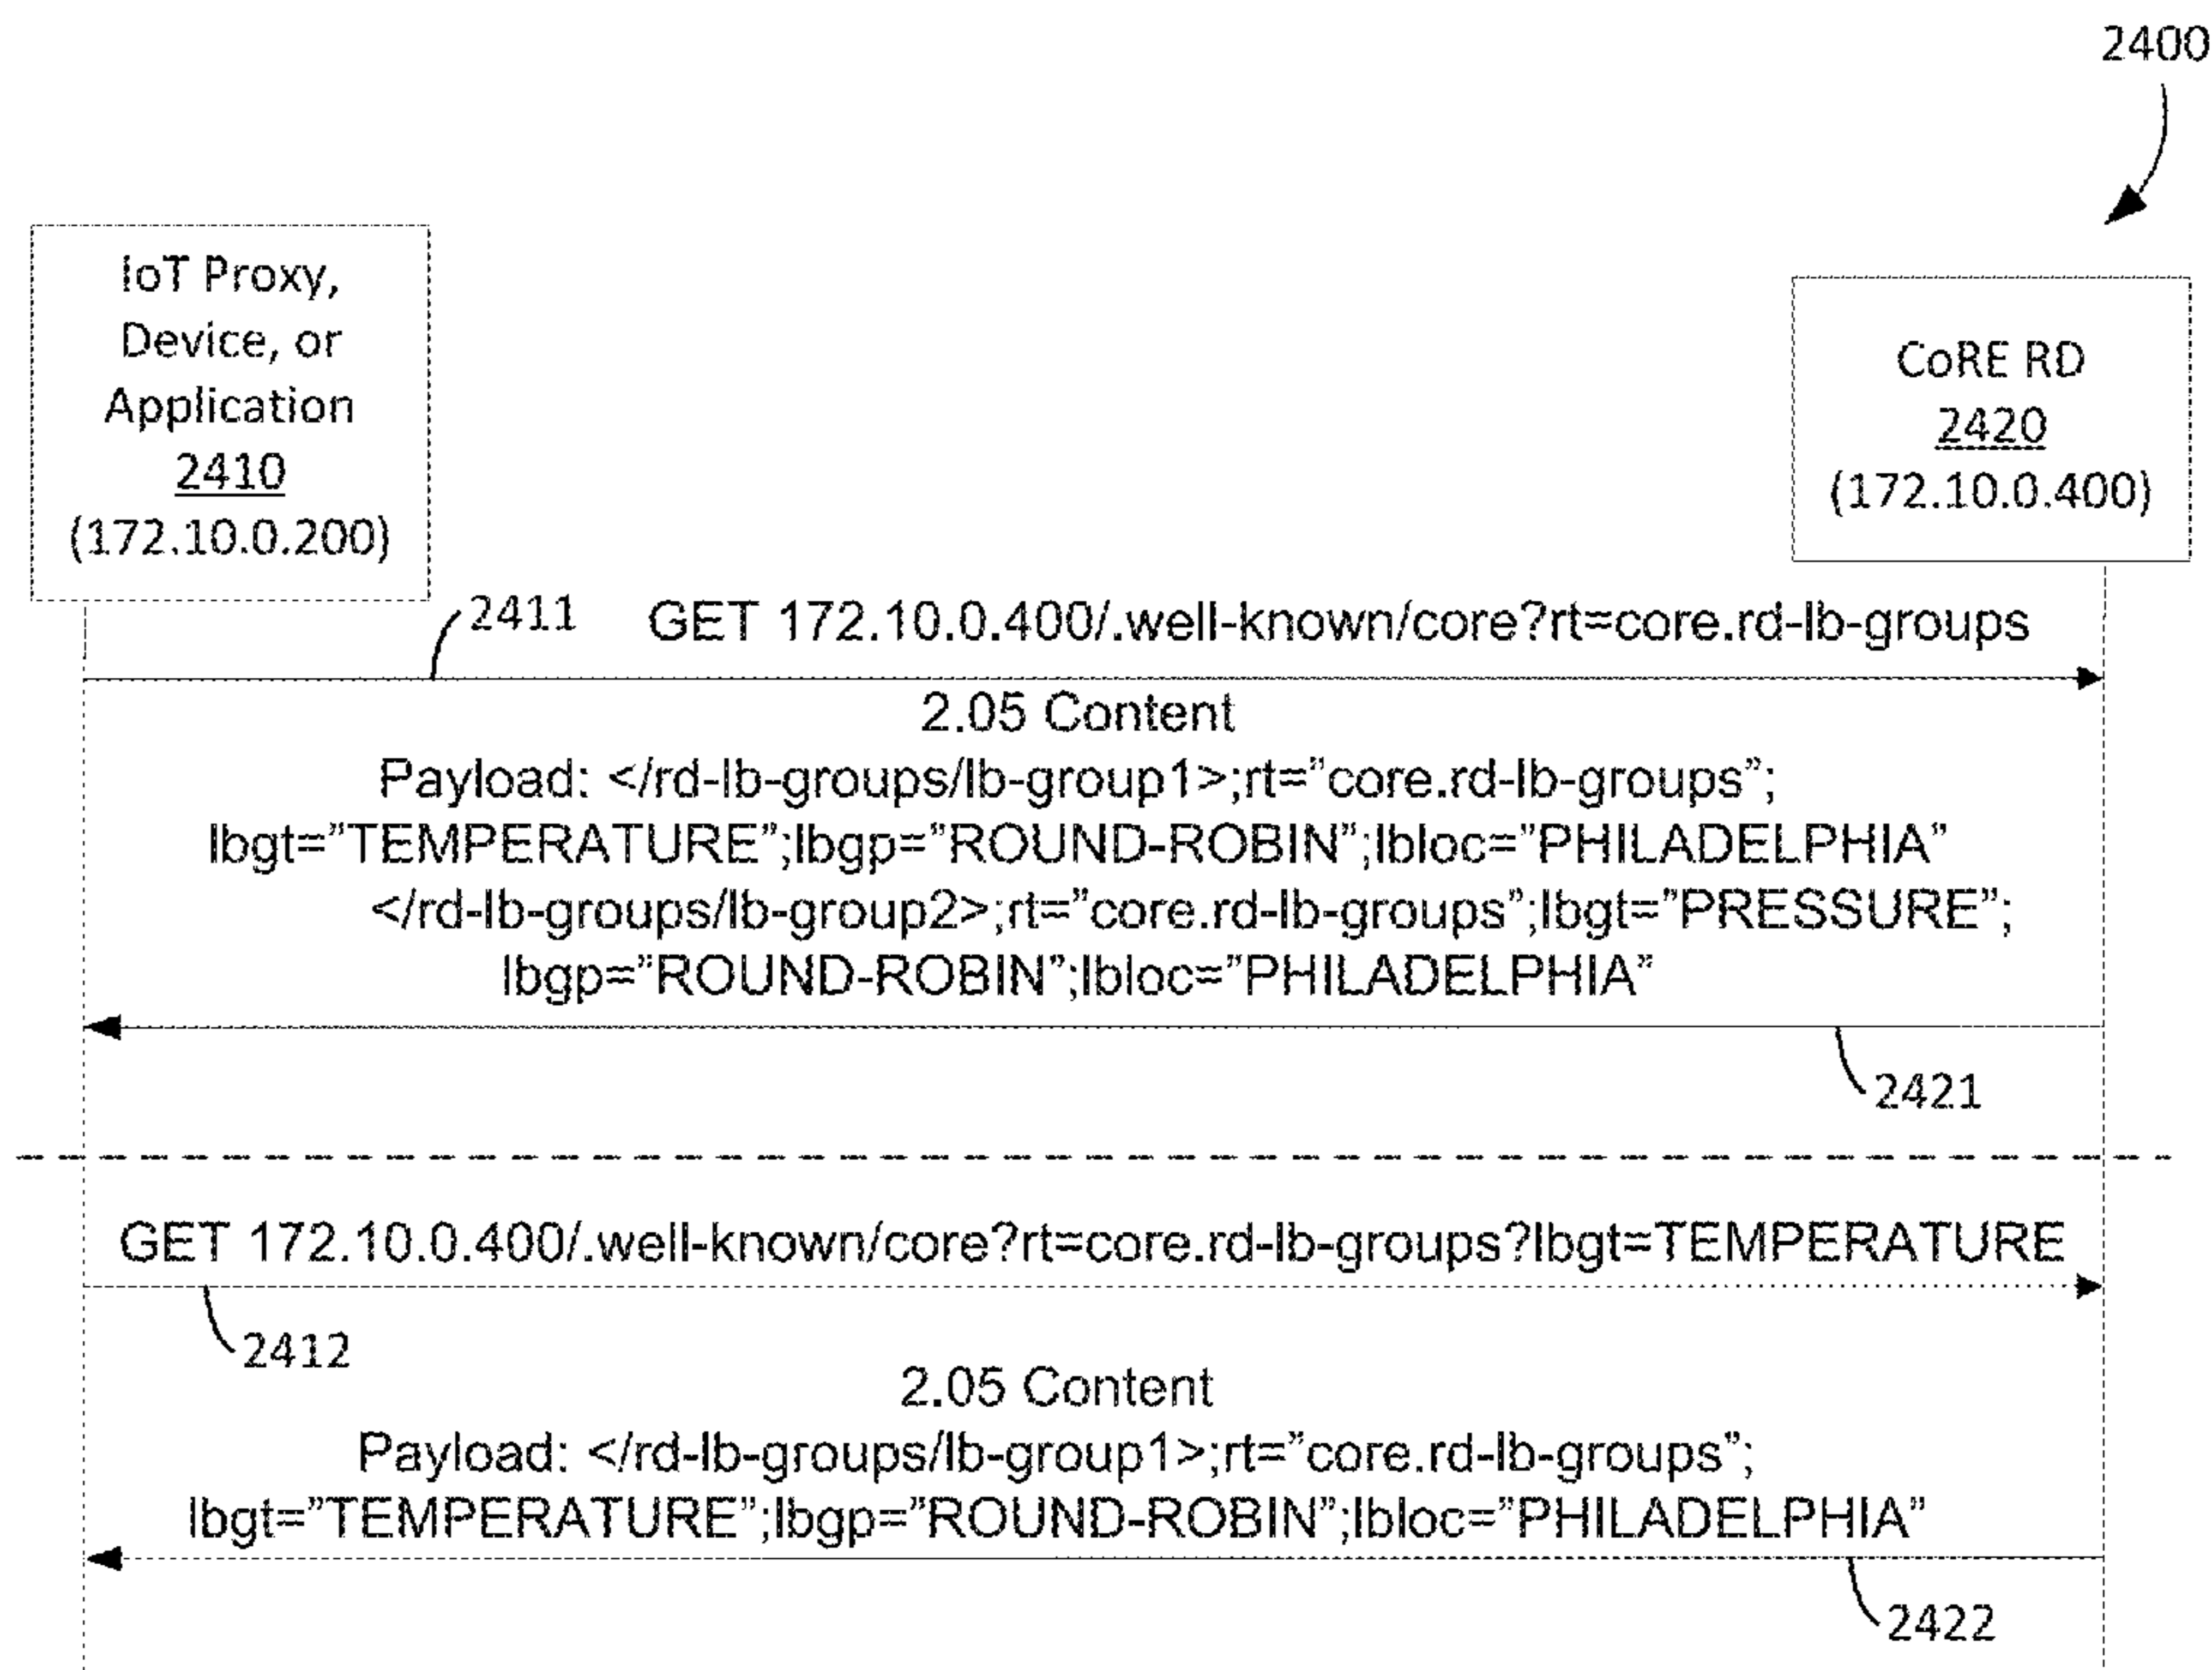 2400
IoT Proxy,
Device, or
Application
2410
(172.10.0.200)
CoRE RD
2420
(172.10.0.400)
2411
GET 172.10.0.400/.well-known/core?rt=core.rd-lb-groups
2.05 Content
Payload: </rd-lb-groups/lb-group1>;rt=”core.rd-lb-groups”;
lbgt=”TEMPERATURE”;lbgp=”ROUND-ROBIN”;lbloc=”PHILADELPHIA”
</rd-lb-groups/lb-group2>;rt=”core.rd-lb-groups”;lbgt=”PRESSURE”;
lbgp=”ROUND-ROBIN”;lbloc=”PHILADELPHIA”
2421
GET 172.10.0.400/.well-known/core?rt=core.rd-lb-groups?lbgt=TEMPERATURE
2412
2.05 Content
Payload: </rd-lb-groups/lb-group1>;rt=”core.rd-lb-groups”;
lbgt=”TEMPERATURE”;lbgp=”ROUND-ROBIN”;lbloc=”PHILADELPHIA”
2422